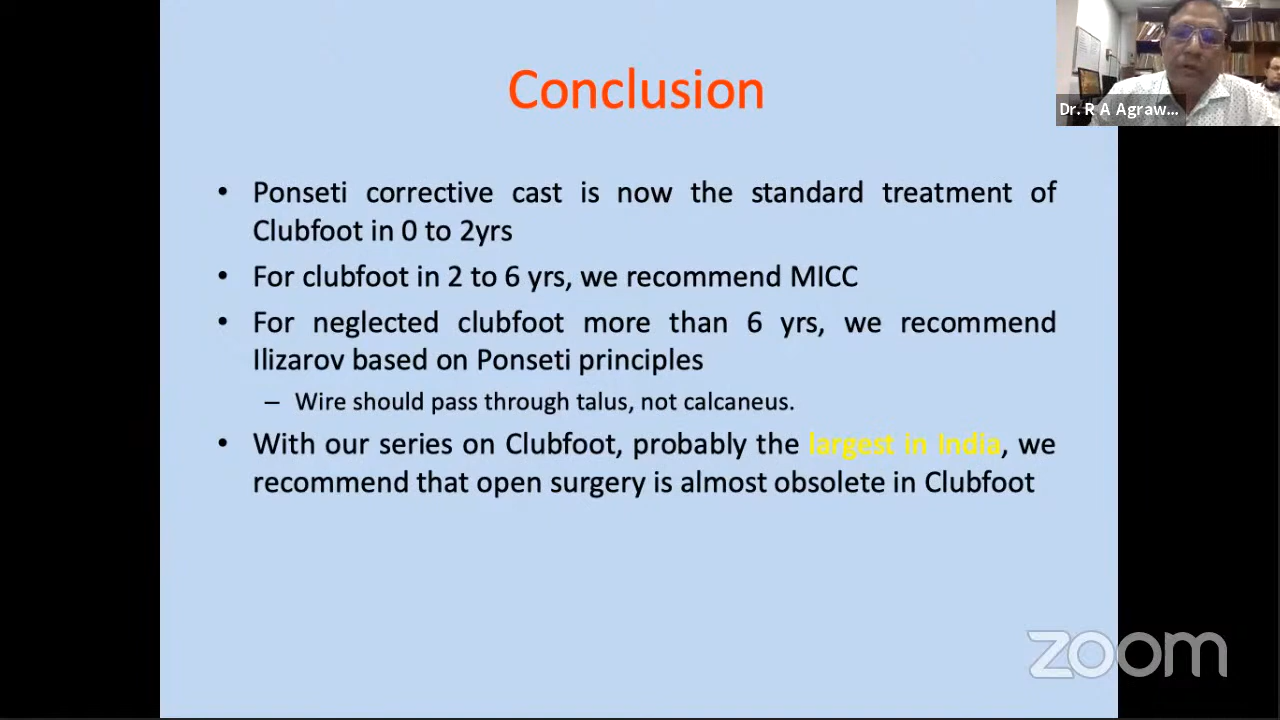 Conclusion
Dr. R A Agraw...
• Ponseti corrective cast is now the standard treatment of
Clubfoot in 0 to 2yrs
• For clubfoot in 2 to 6 yrs, we recommend MICC
• For neglected clubfoot more than 6 yrs, we recommend
Ilizarov based on Ponseti principles
– Wire should pass through talus, not calcaneus.
• With our series on Clubfoot, probably the largest in India, we
recommend that open surgery is almost obsolete in Clubfoot
zoom